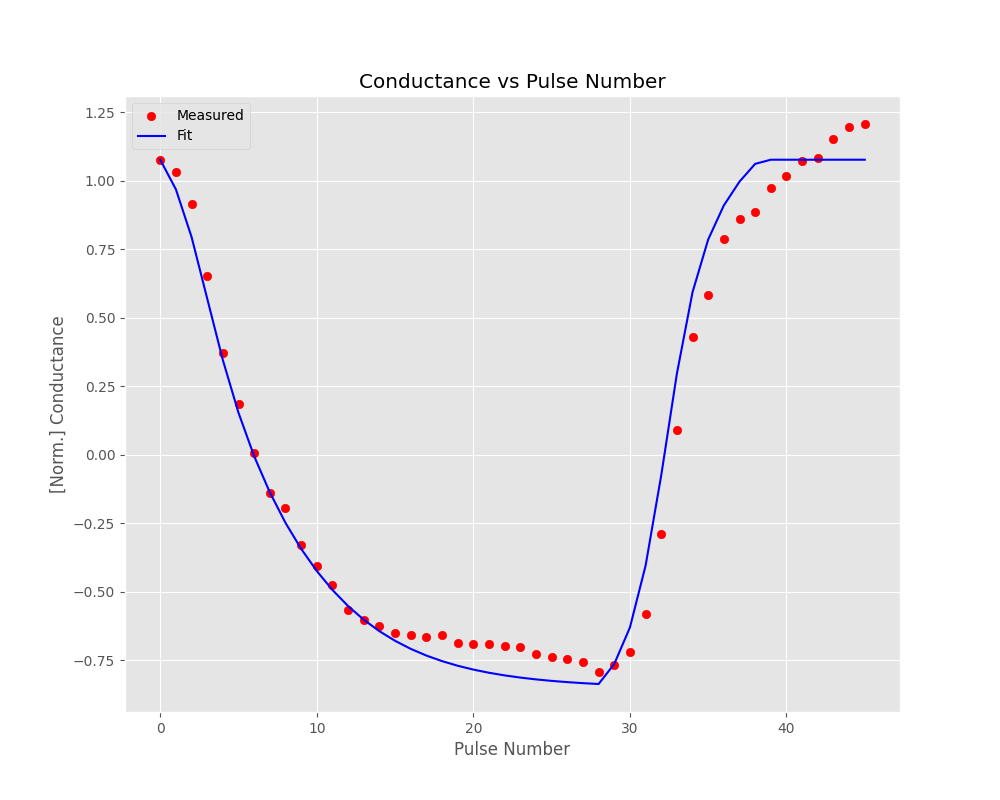 Conductance vs Pulse Number
Measured
Fit
[Norm.] Conductance
1.25
1.00
0.75
0.50
0.25
0.00
−0.25
−0.50
−0.75
0 10 20 30 40
Pulse Number